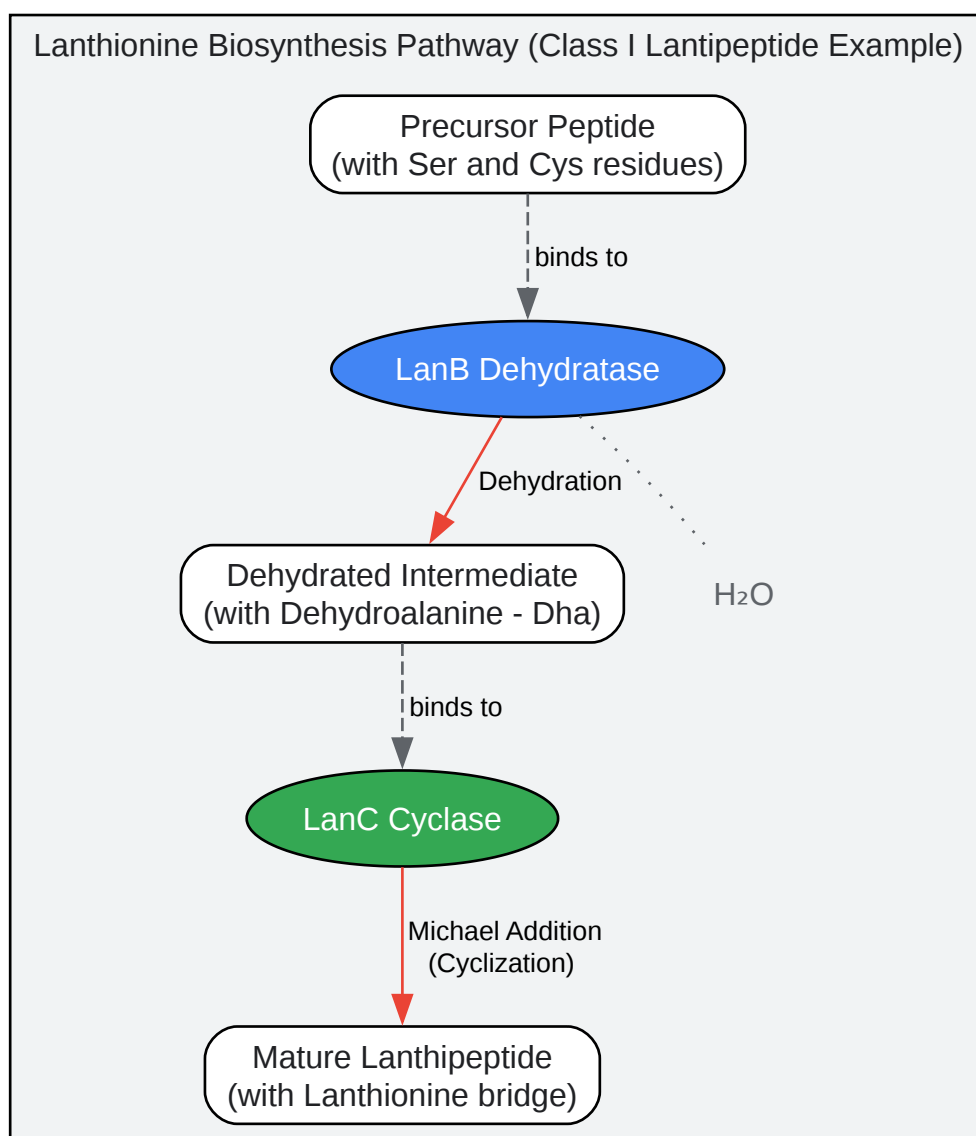 Lanthionine Biosynthesis Pathway (Class I Lantipeptide Example)
Precursor Peptide
(with Ser and Cys residues)
binds to
LanB Dehydratase
Dehydration
Dehydrated Intermediate
(with Dehydroalanine - Dha)
H₂O
binds to
LanC Cyclase
Michael Addition
(Cyclization)
Mature Lanthipeptide
(with Lanthionine bridge)